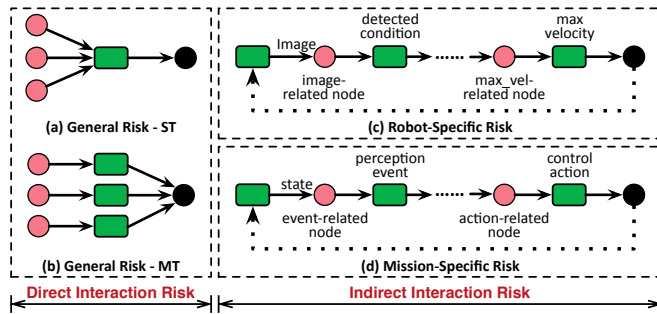 (a) General Risk - ST
(b) General Risk - MT
Direct Interaction Risk
detected
condition
max
velocity
Image
image-
related node
max_vel-
related node
(c) Robot-Specific Risk
perception
event
control
action
state
event-related
node
action-related
node
(d) Mission-Specific Risk
Indirect Interaction Risk